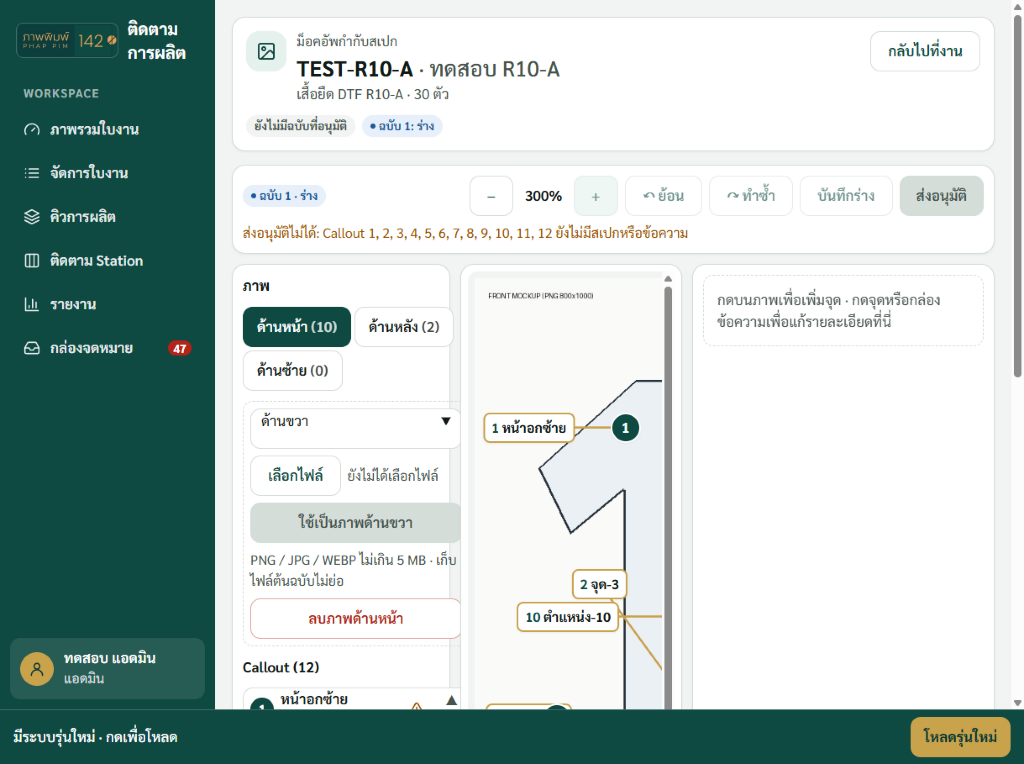 ภาพพิมพ์
PHAP PIM
142
ติดตาม
การผลิต
WORKSPACE
ภาพรวมใบงาน
จัดการใบงาน
คิวการผลิต
ติดตาม Station
รายงาน
กล่องจดหมาย 47
ทดสอบ แอดมิน
แอดมิน
ม็อคอัพกำกับสเปก
TEST-R10-A · ทดสอบ R10-A
เสื้อยืด DTF R10-A · 30 ตัว
ยังไม่มีฉบับที่อนุมัติ
ฉบับ 1: ร่าง
กลับไปที่งาน
ฉบับ 1 · ร่าง
− 300% + ↶ ย้อน ↷ ทำซ้ำ บันทึกร่าง ส่งอนุมัติ
ส่งอนุมัติไม่ได้: Callout 1, 2, 3, 4, 5, 6, 7, 8, 9, 10, 11, 12 ยังไม่มีสเปกหรือข้อความ
ภาพ
ด้านหน้า (10) ด้านหลัง (2)
ด้านซ้าย (0)
ด้านขวา ▼
เลือกไฟล์ ยังไม่ได้เลือกไฟล์
ใช้เป็นภาพด้านขวา
PNG / JPG / WEBP ไม่เกิน 5 MB · เก็บ
ไฟล์ต้นฉบับไม่ย่อ
ลบภาพด้านหน้า
Callout (12)
1 หน้าอกซ้าย
FRONT MOCKUP (PNG 800x1000)
1 หน้าอกซ้าย 1
2 จุด-3
10 ตำแหน่ง-10
กดบนภาพเพื่อเพิ่มจุด · กดจุดหรือกล่อง
ข้อความเพื่อแก้รายละเอียดที่นี่
มีระบบรุ่นใหม่ · กดเพื่อโหลด
โหลดรุ่นใหม่